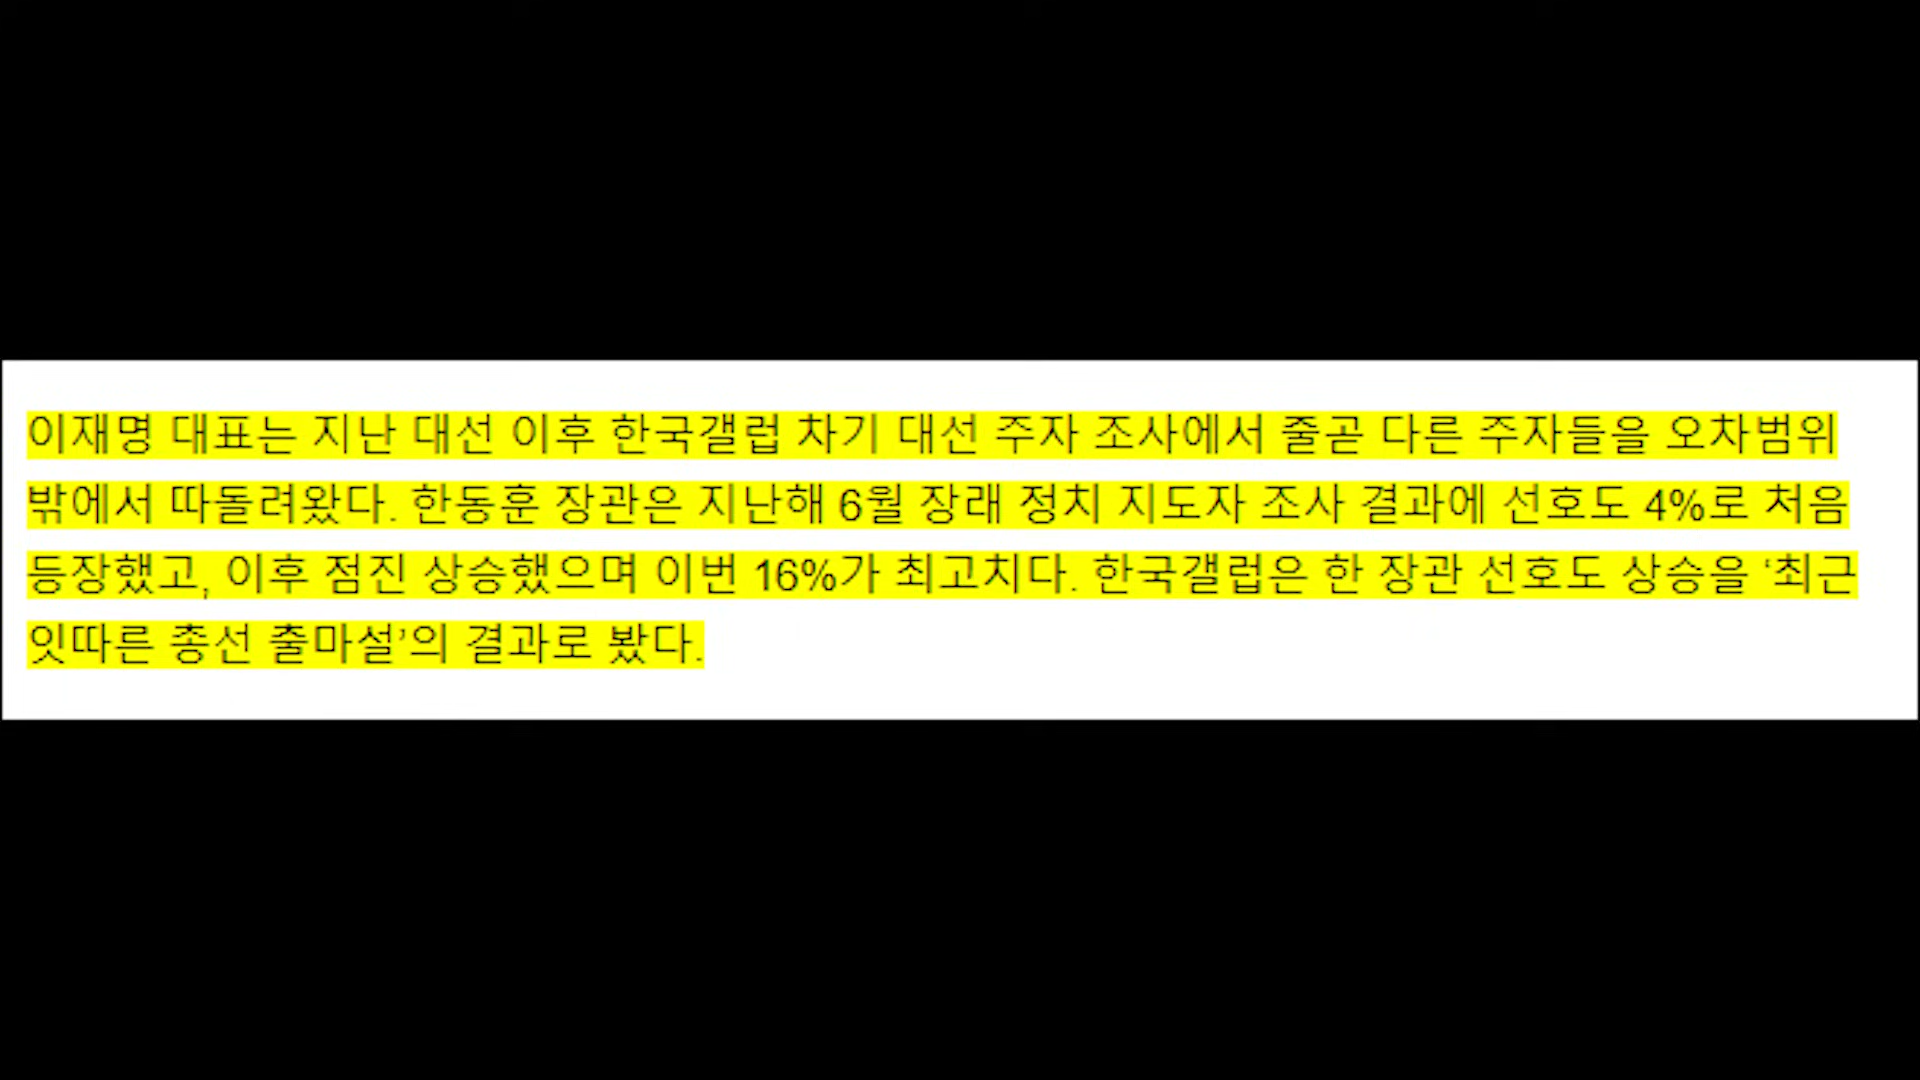 이재명 대표는 지난 대선 이후 한국갤럽 차기 대선 주자 조사에서 줄곧 다른 주자들을 오차범위
밖에서 따돌려왔다. 한동훈 장관은 지난해 6월 장래 정치 지도자 조사 결과에 선호도 4%로 처음
등장했고, 이후 점진 상승했으며 이번 16%가 최고치다. 한국갤럽은 한 장관 선호도 상승을 ‘최근
잇따른 총선 출마설’의 결과로 봤다.